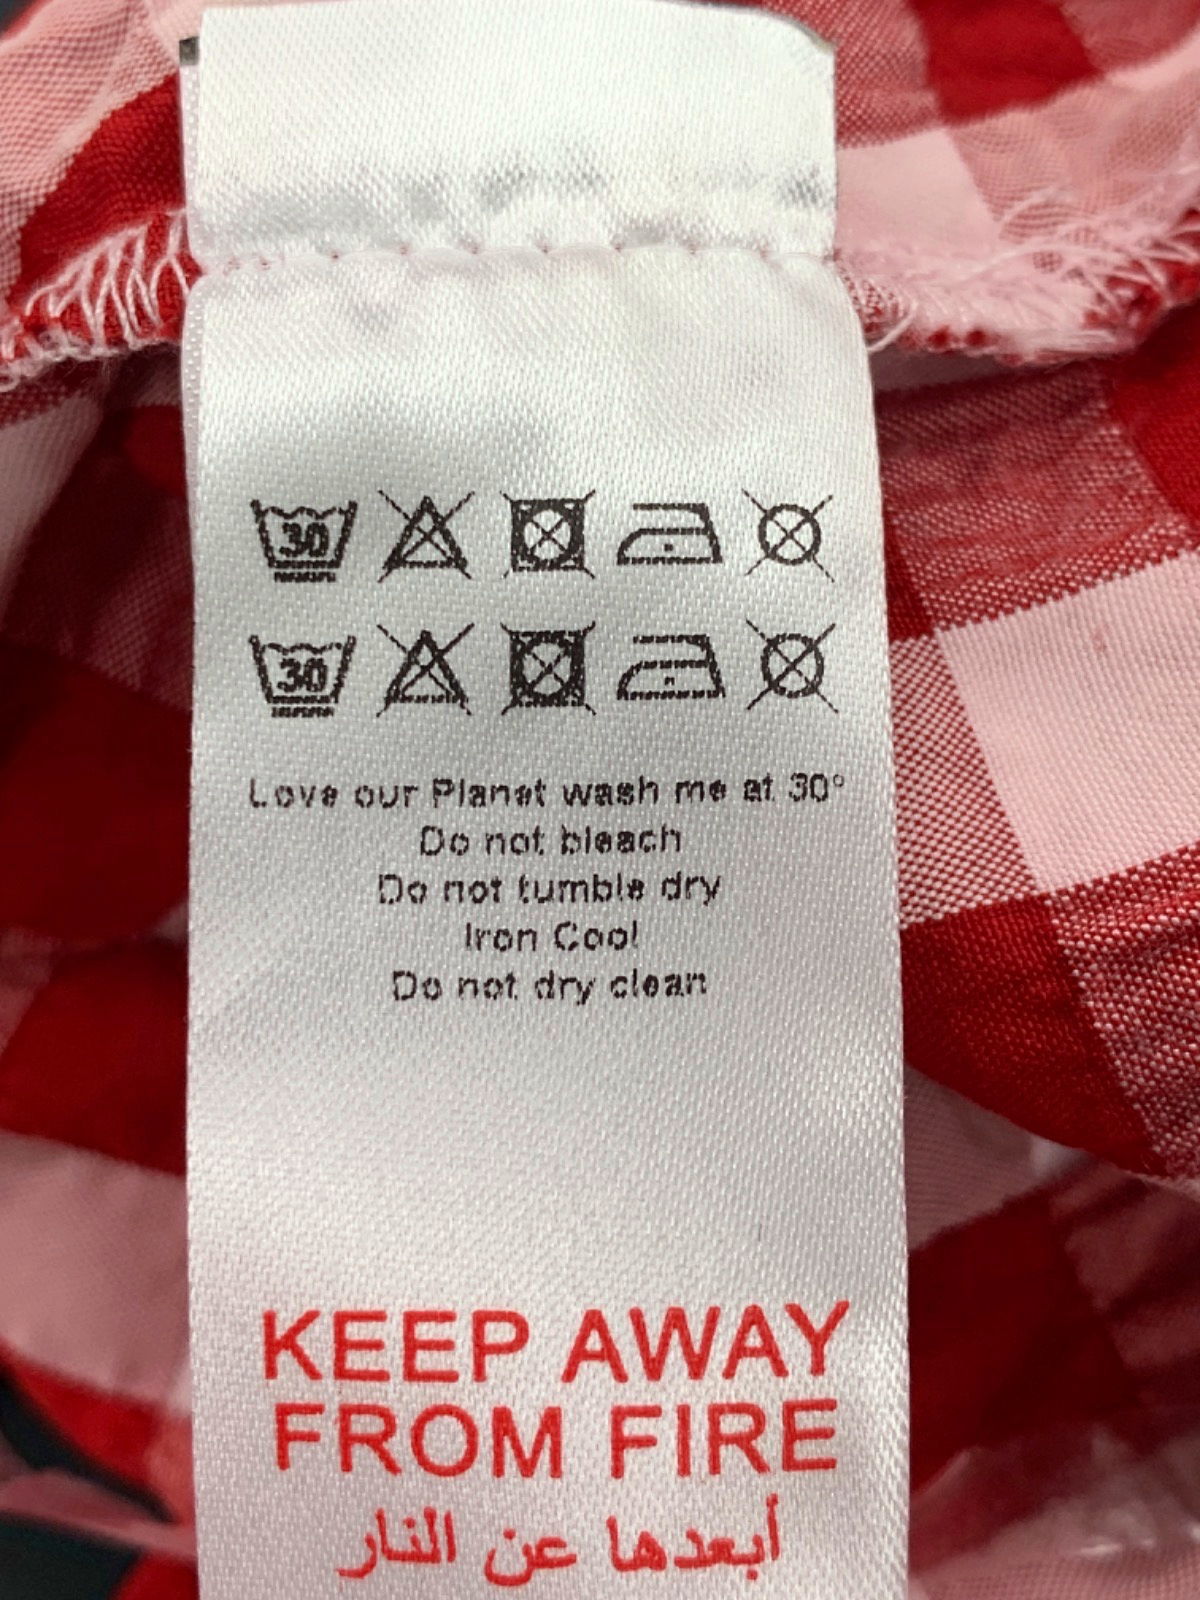 30
30
Love our Planet wash me at 30°
Do not bleach
Do not tumble dry
Iron Cool
Do not dry clean
KEEP AWAY
FROM FIRE
أبعدها عن النار